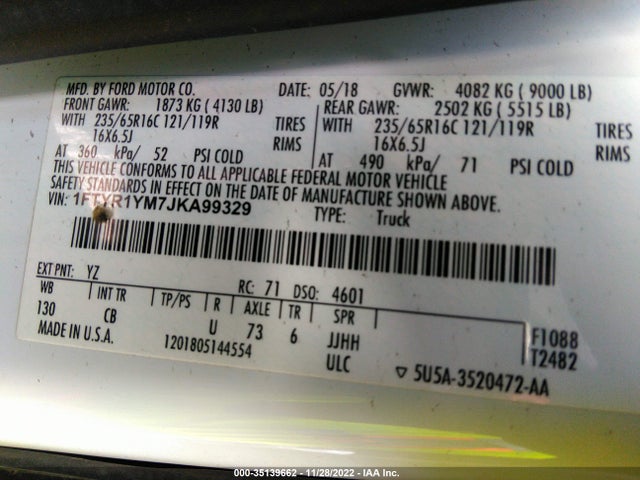 MFD. BY FORD MOTOR CO. DATE: 05/18 GVWR: 4082 KG (9000 LB)
FRONT GAWR: 1873 KG (4130 LB) REAR GAWR: 2502 KG (5515 LB)
WITH 235/65R16C 121/119R TIRES WITH 235/65R16C 121/119R TIRES
16X6.5J RIMS 16X6.5J RIMS
AT 360 kPa/ 52 PSI COLD AT 490 kPa/ 71 PSI COLD
THIS VEHICLE CONFORMS TO ALL APPLICABLE FEDERAL MOTOR VEHICLE
SAFETY STANDARDS IN EFFECT ON THE DATE OF MANUFACTURE SHOWN ABOVE.
VIN: 1FTYR1YM7JKA99329 TYPE: Truck
EXT PNT: YZ RC: 71 DSO: 4601
WB INT TR TP/PS R AXLE TR SPR
130 CB U 73 6 JJHH F1088
MADE IN U.S.A. 1201805144554 ULC T2482
▽ 5U5A-3520472-AA
000-35139662 - 11/28/2022 - IAA Inc.